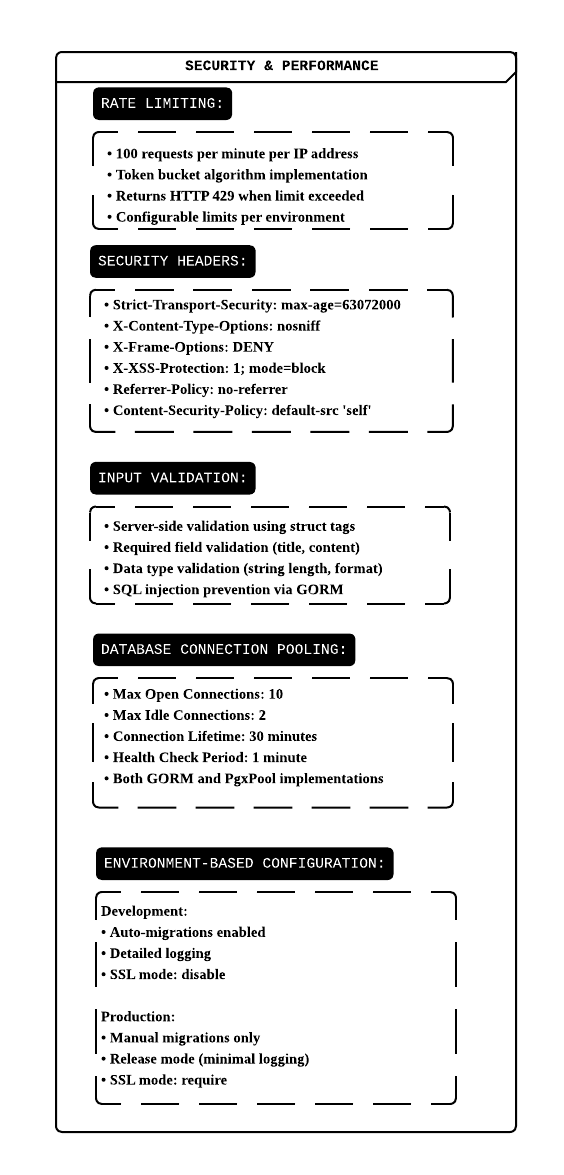 SECURITY & PERFORMANCE
RATE LIMITING:
• 100 requests per minute per IP address
• Token bucket algorithm implementation
• Returns HTTP 429 when limit exceeded
• Configurable limits per environment
SECURITY HEADERS:
• Strict-Transport-Security: max-age=63072000
• X-Content-Type-Options: nosniff
• X-Frame-Options: DENY
• X-XSS-Protection: 1; mode=block
• Referrer-Policy: no-referrer
• Content-Security-Policy: default-src 'self'
INPUT VALIDATION:
• Server-side validation using struct tags
• Required field validation (title, content)
• Data type validation (string length, format)
• SQL injection prevention via GORM
DATABASE CONNECTION POOLING:
• Max Open Connections: 10
• Max Idle Connections: 2
• Connection Lifetime: 30 minutes
• Health Check Period: 1 minute
• Both GORM and PgxPool implementations
ENVIRONMENT-BASED CONFIGURATION:
Development:
• Auto-migrations enabled
• Detailed logging
• SSL mode: disable
Production:
• Manual migrations only
• Release mode (minimal logging)
• SSL mode: require